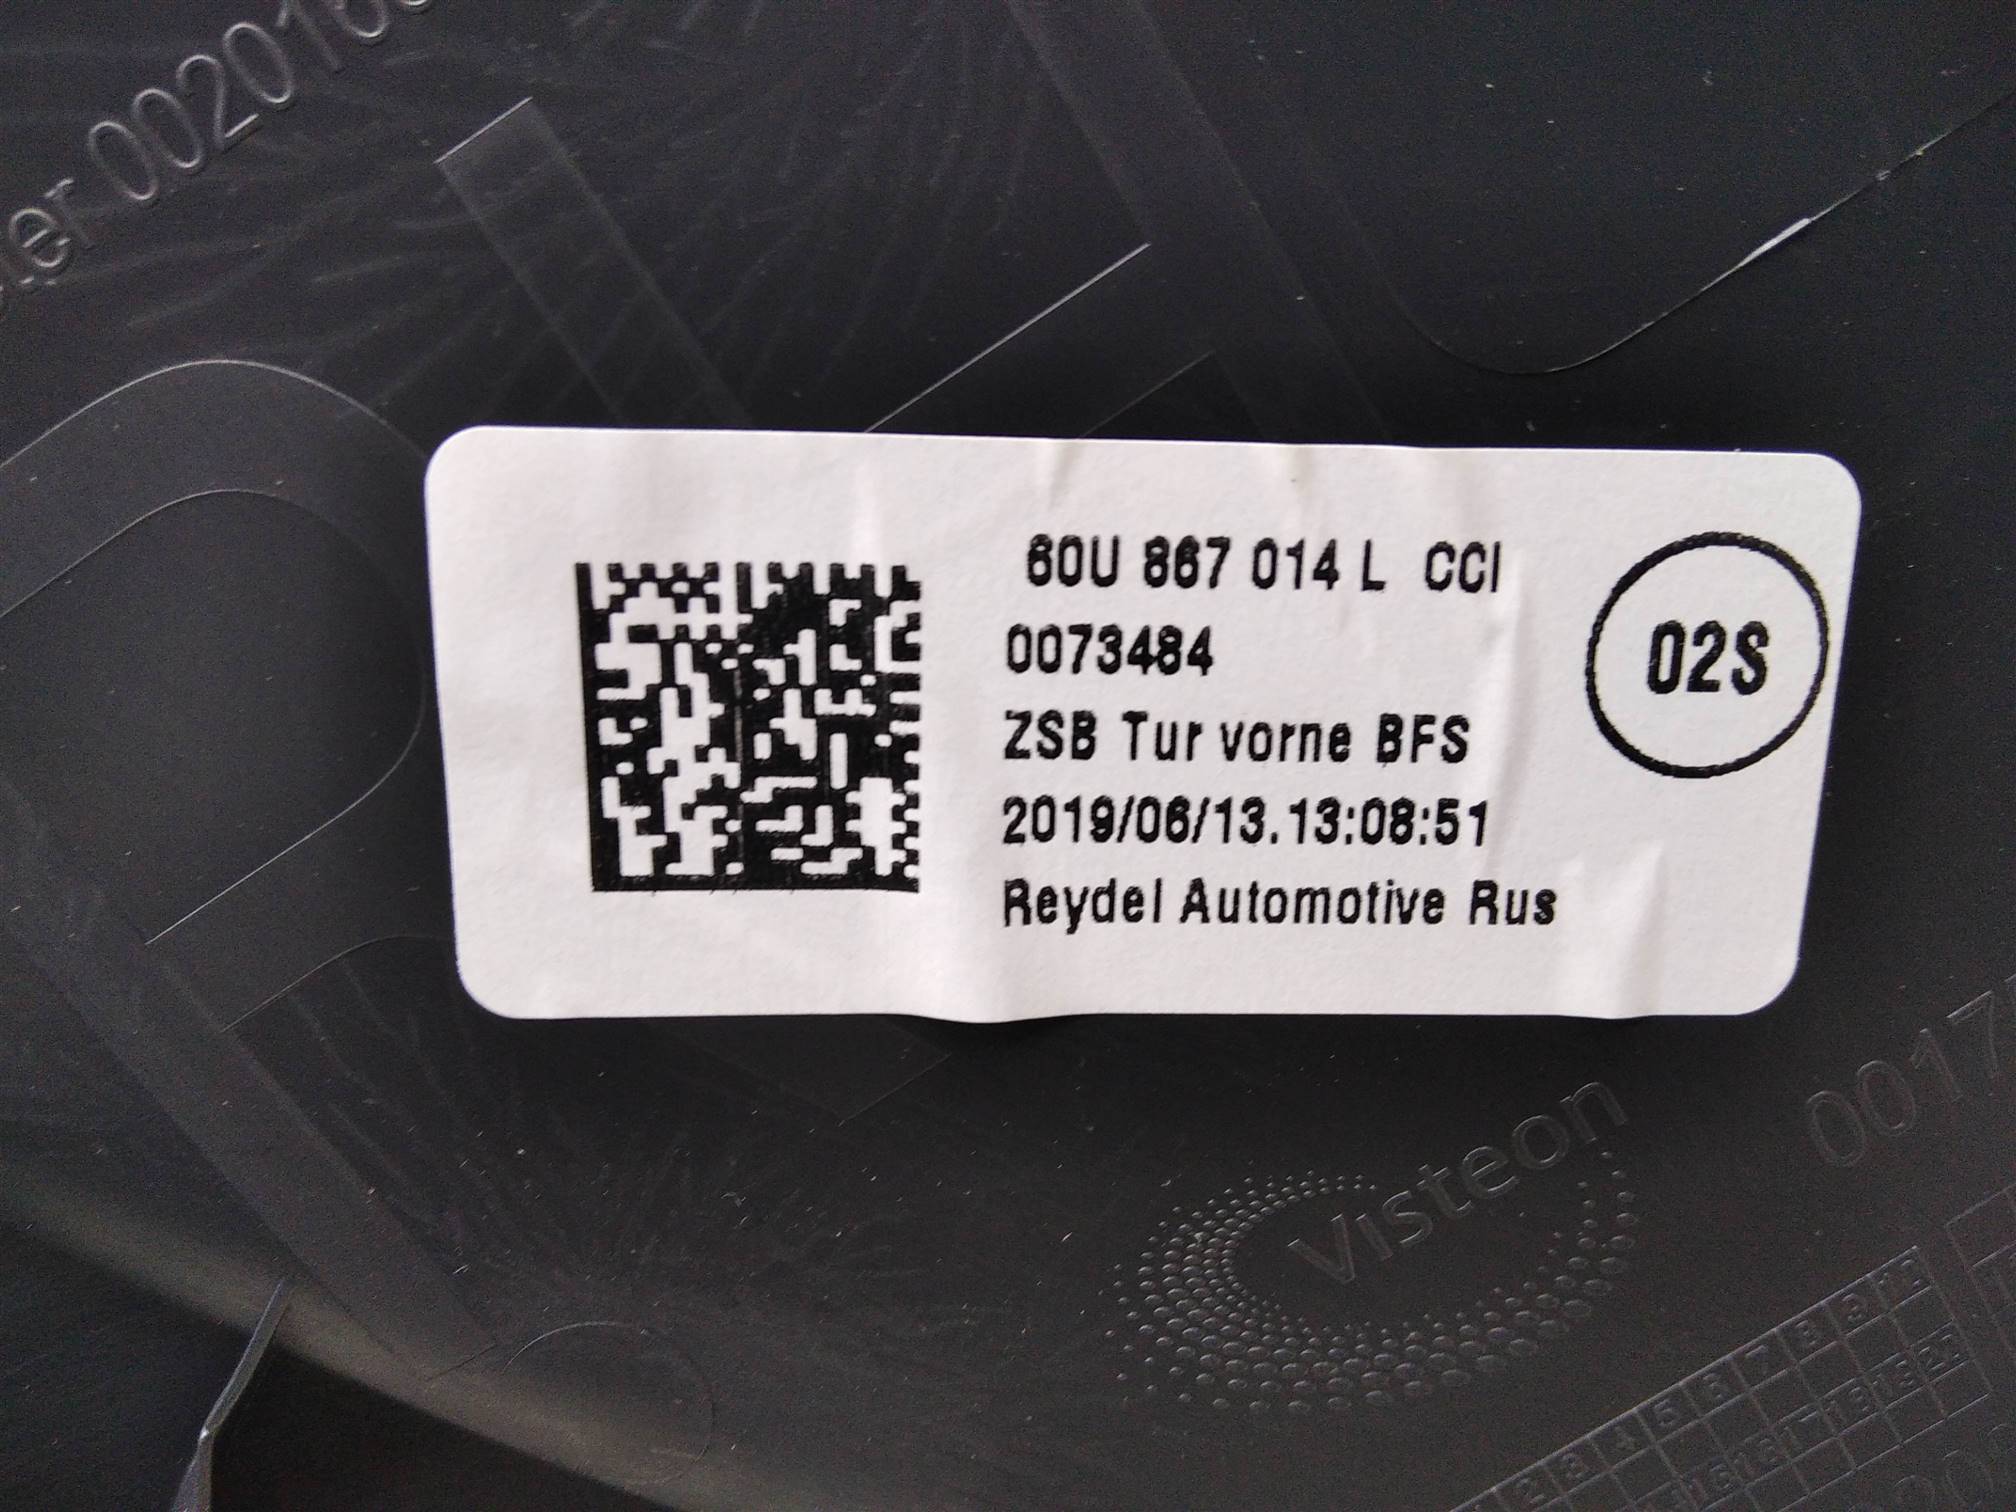 60U 867 014 L CCI
0073484
02S
ZSB Tur vorne BFS
2019/06/13.13:08:51
Reydel Automotive Rus
Visteon